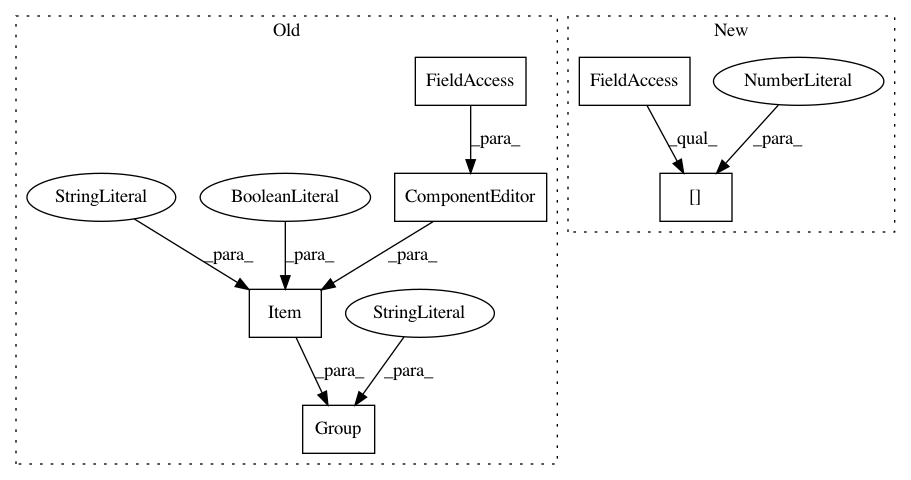 Old
New
FieldAccess
FieldAccess
NumberLiteral
_para_
_qual_
_para_
StringLiteral
BooleanLiteral
ComponentEditor
[]
_para_
_para_
_para_
Item
StringLiteral
_para_
_para_
Group